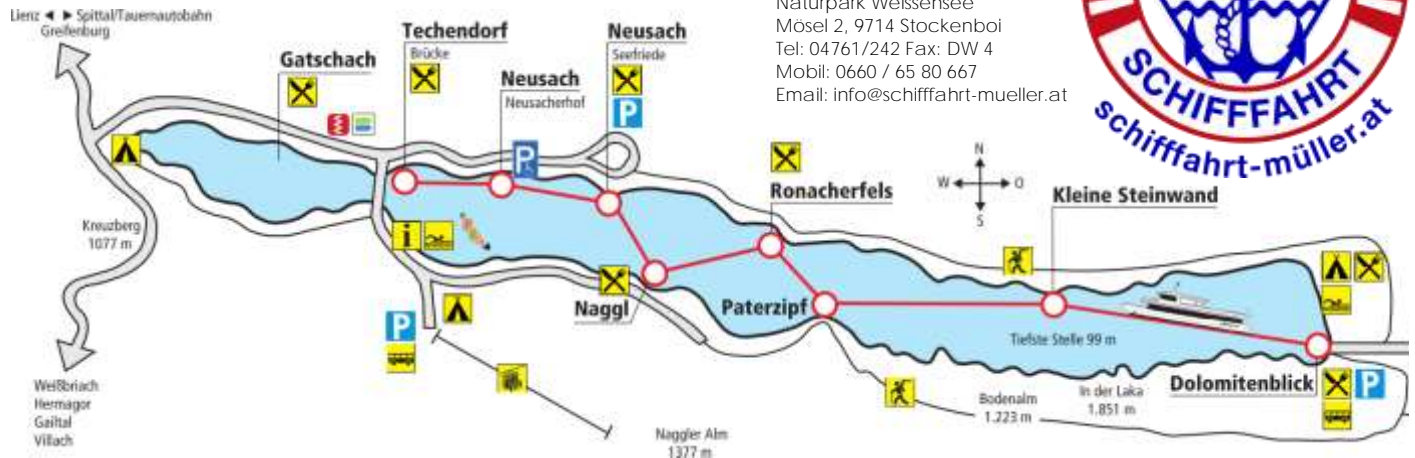 Lienz ◄ ► Spittal/Tauernautobahn
Greifenburg
Gatschach
Techendorf
Brücke
Neusach
Neusacherhof
Neusach
Seefriede
P
Naturpark Weissensee
Mösel 2, 9714 Stockenboi
Tel: 04761/242 Fax: DW 4
Mobil: 0660 / 65 80 667
Email: info@schifffahrt-mueller.at
SCHIFFFAHRT
schifffahrt-müller.at
P
Ronacherfels
N
W O
S
Kleine Steinwand
Kreuzberg
1077 m
i
Naggl
Paterzipf
P
Tiefste Stelle 99 m
Dolomitenblick
P
Bodenalm
1.223 m
In der Laka
1.851 m
Weißbriach
Hermagor
Gailtal
Villach
Naggler Alm
1377 m